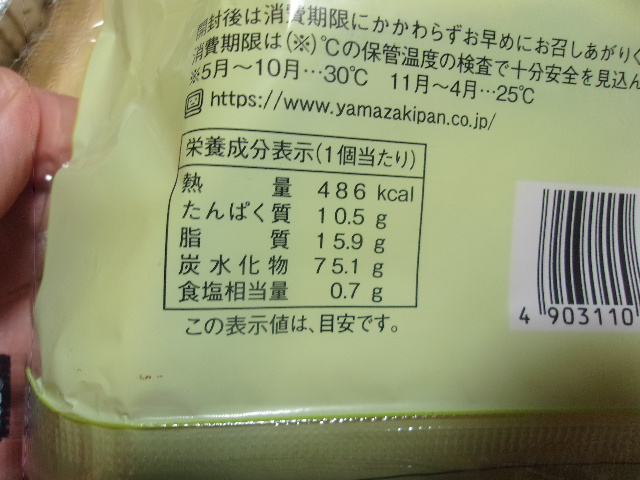 開封後は消費期限にかかわらずお早めにお召しあがりく
消費期限は(※)℃の保管温度の検査で十分安全を見込ん
※5月～10月…30℃ 11月～4月…25℃
https://www.yamazakipan.co.jp/
栄養成分表示(1個当たり)
熱量 486 kcal
たんぱく質 10.5 g
脂質 15.9 g
炭水化物 75.1 g
食塩相当量 0.7 g
この表示値は、目安です。
4 903110